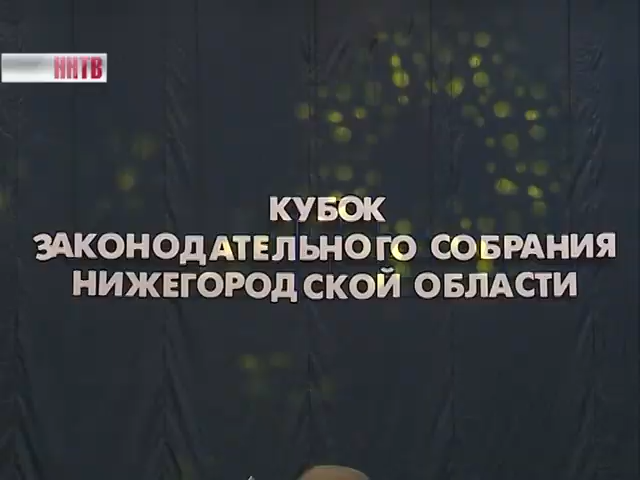 ННТВ
КУБОК
ЗАКОНОДАТЕЛЬНОГО СОБРАНИЯ
НИЖЕГОРОДСКОЙ ОБЛАСТИ